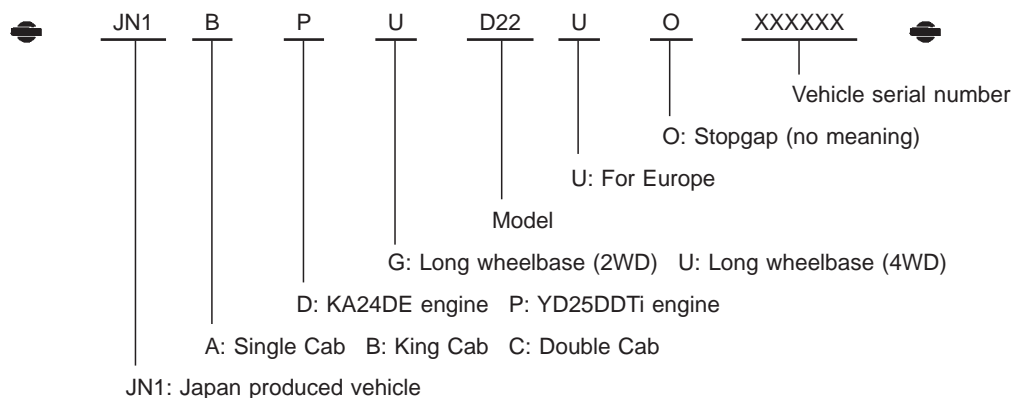 JN1 B P U D22 U O XXXXXX
Vehicle serial number
O: Stopgap (no meaning)
U: For Europe
Model
G: Long wheelbase (2WD) U: Long wheelbase (4WD)
D: KA24DE engine P: YD25DDTi engine
A: Single Cab B: King Cab C: Double Cab
JN1: Japan produced vehicle